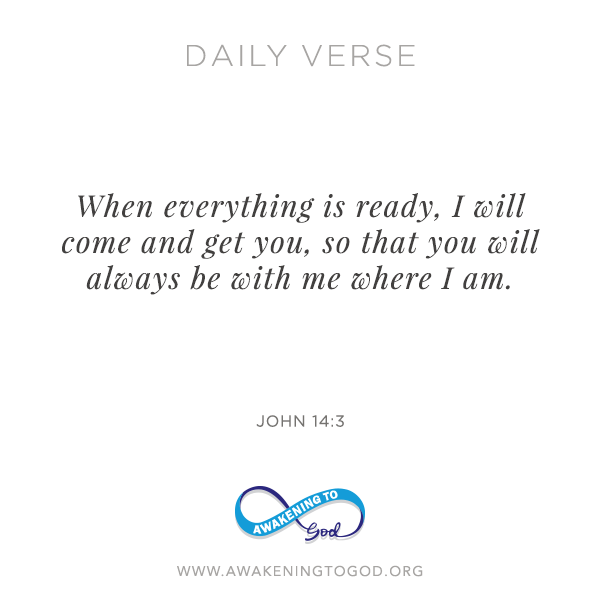 DAILY VERSE
When everything is ready, I will
come and get you, so that you will
always be with me where I am.
JOHN 14:3
AWAKENING TO
God
WWW.AWAKENINGTOGOD.ORG